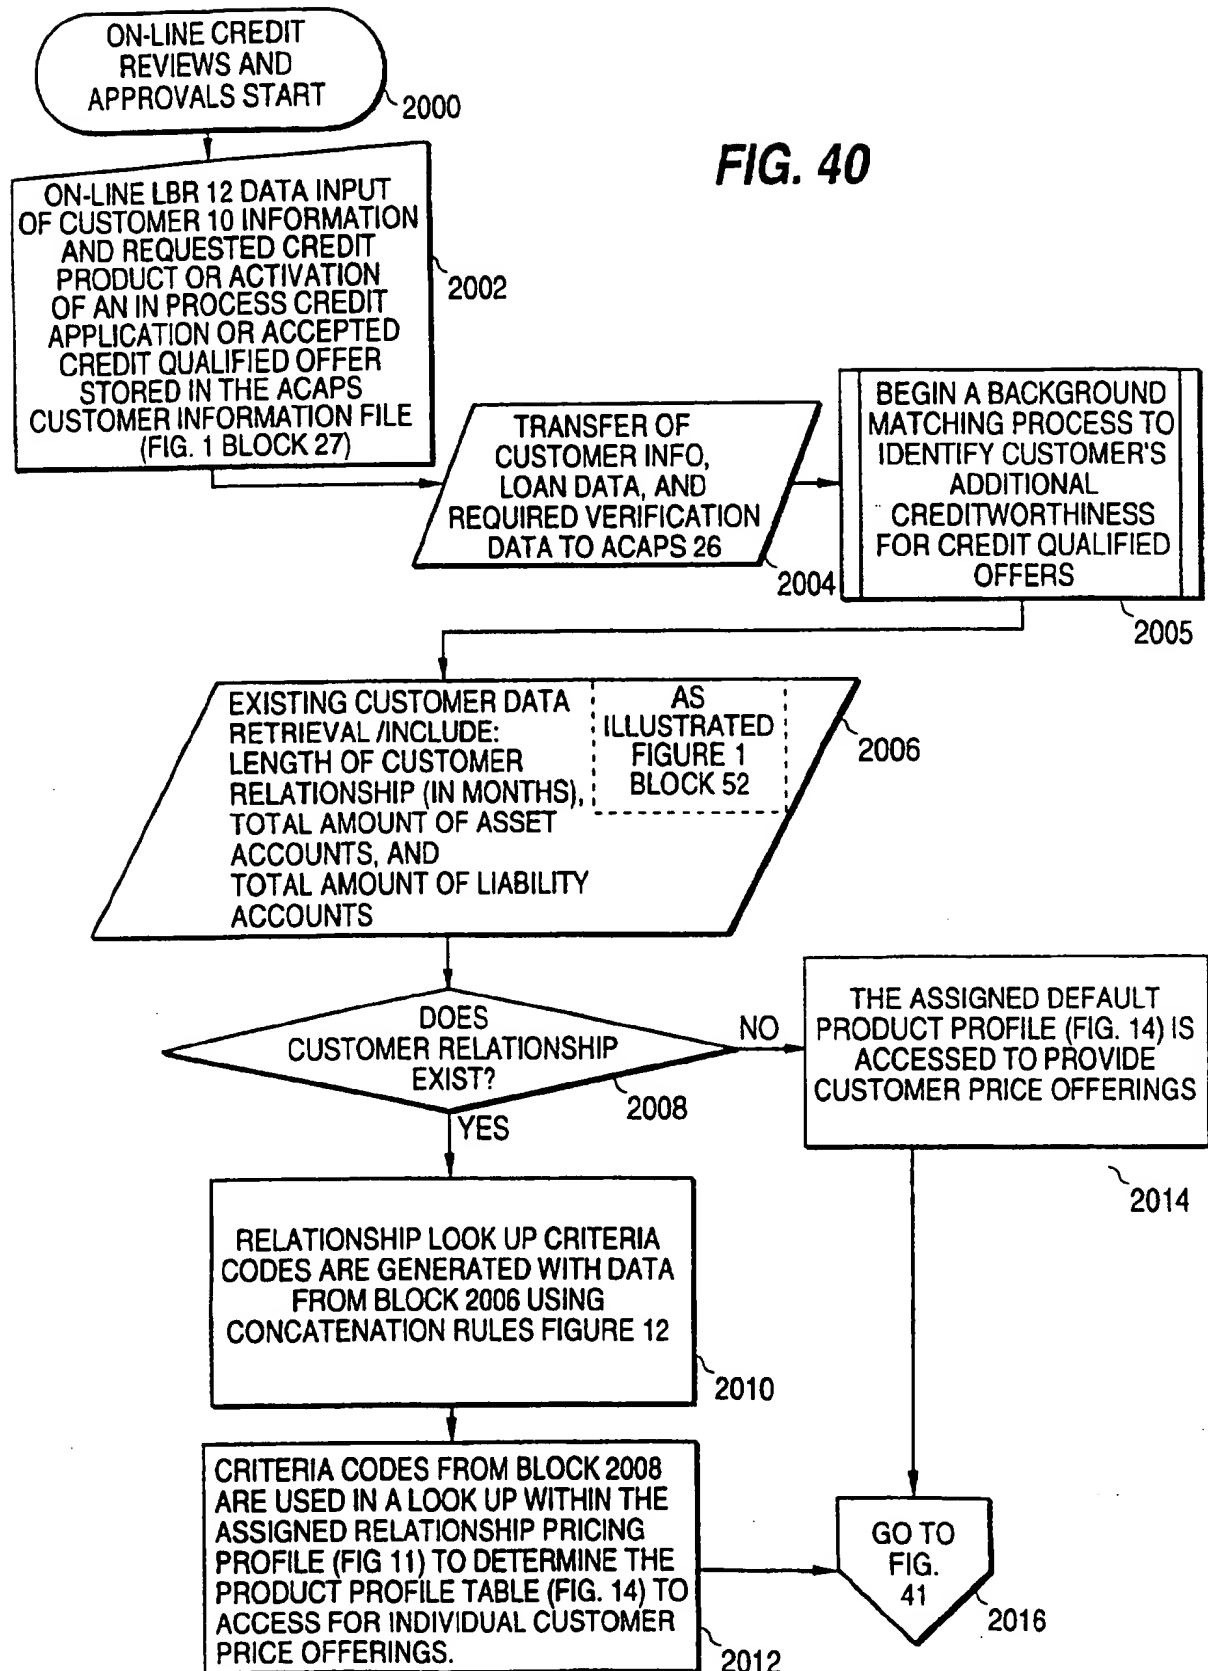 ON-LINE CREDIT
REVIEWS AND
APPROVALS START
2000
FIG. 40
ON-LINE LBR 12 DATA INPUT
OF CUSTOMER 10 INFORMATION
AND REQUESTED CREDIT
PRODUCT OR ACTIVATION
OF AN IN PROCESS CREDIT
APPLICATION OR ACCEPTED
CREDIT QUALIFIED OFFER
STORED IN THE ACAPS
CUSTOMER INFORMATION FILE
(FIG. 1 BLOCK 27)
2002
TRANSFER OF
CUSTOMER INFO,
LOAN DATA, AND
REQUIRED VERIFICATION
DATA TO ACAPS 26
2004
BEGIN A BACKGROUND
MATCHING PROCESS TO
IDENTIFY CUSTOMER'S
ADDITIONAL
CREDITWORTHINESS
FOR CREDIT QUALIFIED
OFFERS
2005
EXISTING CUSTOMER DATA
RETRIEVAL /INCLUDE:
LENGTH OF CUSTOMER
RELATIONSHIP (IN MONTHS),
TOTAL AMOUNT OF ASSET
ACCOUNTS, AND
TOTAL AMOUNT OF LIABILITY
ACCOUNTS
AS
ILLUSTRATED
FIGURE 1
BLOCK 52
2006
DOES
CUSTOMER RELATIONSHIP
EXIST?
2008
NO
YES
THE ASSIGNED DEFAULT
PRODUCT PROFILE (FIG. 14) IS
ACCESSED TO PROVIDE
CUSTOMER PRICE OFFERINGS
2014
RELATIONSHIP LOOK UP CRITERIA
CODES ARE GENERATED WITH DATA
FROM BLOCK 2006 USING
CONCATENATION RULES FIGURE 12
2010
CRITERIA CODES FROM BLOCK 2008
ARE USED IN A LOOK UP WITHIN THE
ASSIGNED RELATIONSHIP PRICING
PROFILE (FIG 11) TO DETERMINE THE
PRODUCT PROFILE TABLE (FIG. 14) TO
ACCESS FOR INDIVIDUAL CUSTOMER
PRICE OFFERINGS.
2012
GO TO
FIG.
41
2016